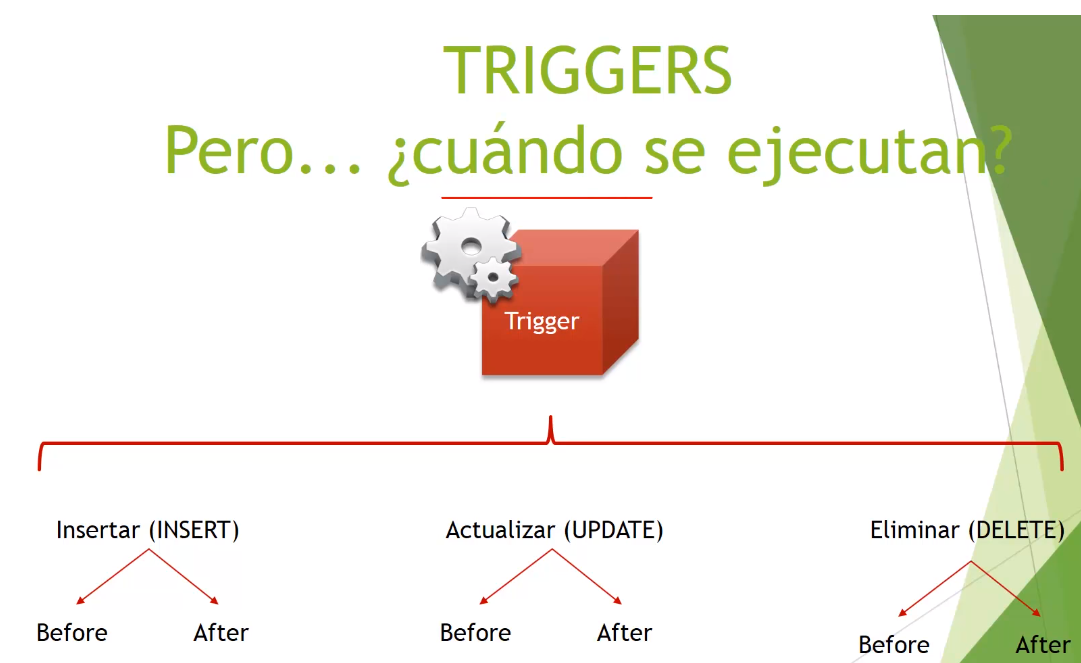 TRIGGERS
Pero... ¿cuándo se ejecutan?
Trigger
Insertar (INSERT)
Actualizar (UPDATE)
Eliminar (DELETE)
Before
After
Before
After
Before
After